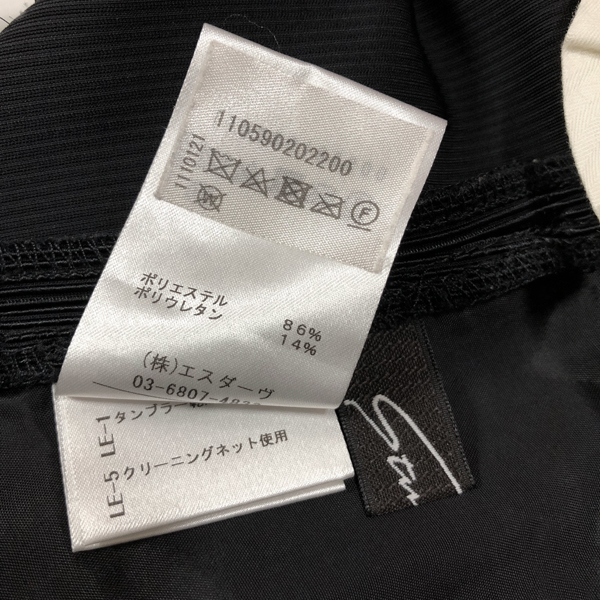 110590202200
1110121
F
W
ポリエステル 86%
ポリウレタン 14%
(株)エスダーヴ
03-6807-
LE-1 タンブラー
LE-5 クリーニングネット使用